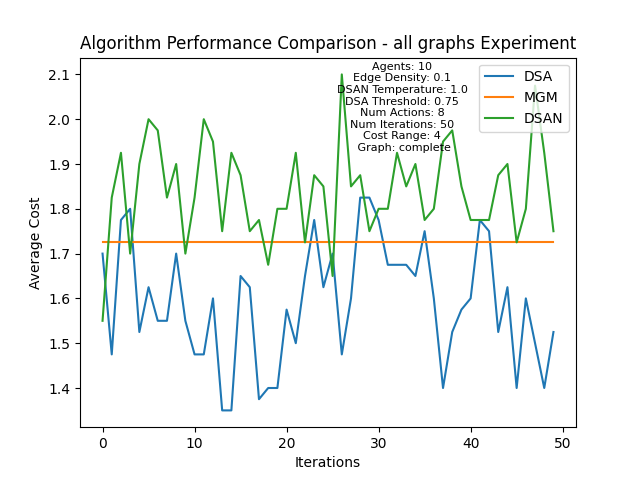 Algorithm Performance Comparison - all graphs Experiment
Agents: 10
Edge Density: 0.1
DSAN Temperature: 1.0
DSA Threshold: 0.75
Num Actions: 8
Num Iterations: 50
Cost Range: 4
Graph: complete
DSA
MGM
DSAN
Average Cost
2.1
2.0
1.9
1.8
1.7
1.6
1.5
1.4
0
10
20
30
40
50
Iterations